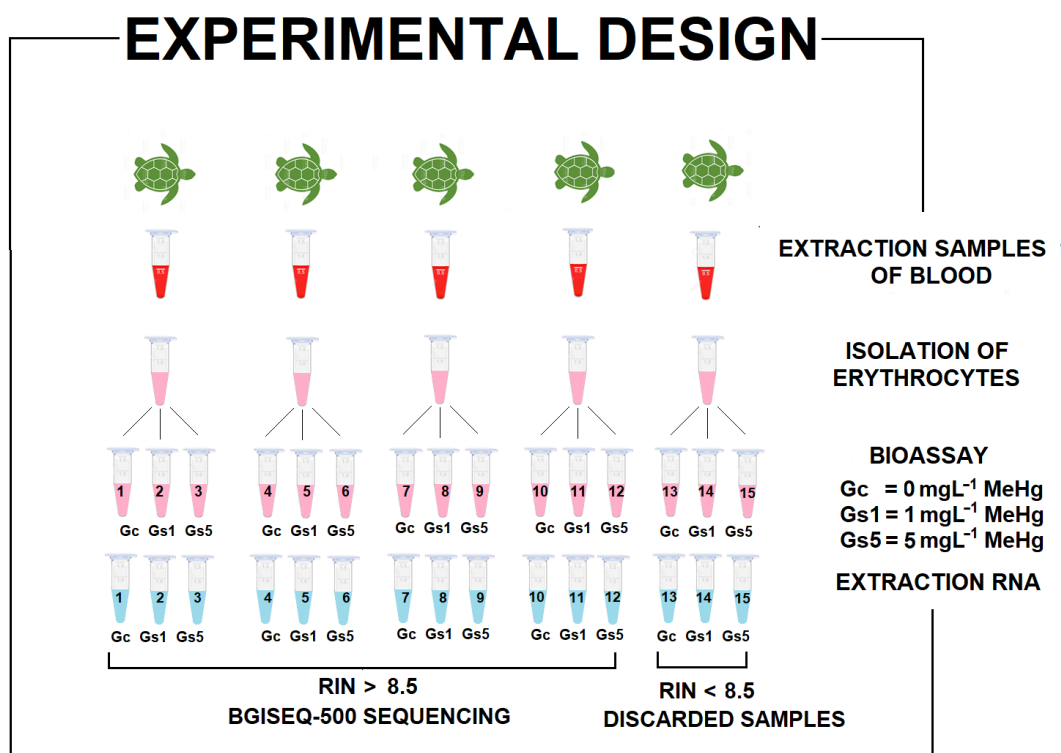 EXPERIMENTAL DESIGN
EXTRACTION SAMPLES
OF BLOOD
ISOLATION OF
ERYTHROCYTES
1 2 3 4 5 6 7 8 9 10 11 12 13 14 15
Gc Gs1 Gs5 Gc Gs1 Gs5 Gc Gs1 Gs5 Gc Gs1 Gs5 Gc Gs1 Gs5
BIOASSAY
Gc = 0 mgL⁻¹ MeHg
Gs1 = 1 mgL⁻¹ MeHg
Gs5 = 5 mgL⁻¹ MeHg
EXTRACTION RNA
1 2 3 4 5 6 7 8 9 10 11 12 13 14 15
Gc Gs1 Gs5 Gc Gs1 Gs5 Gc Gs1 Gs5 Gc Gs1 Gs5 Gc Gs1 Gs5
RIN > 8.5
BGISEQ-500 SEQUENCING
RIN < 8.5
DISCARDED SAMPLES